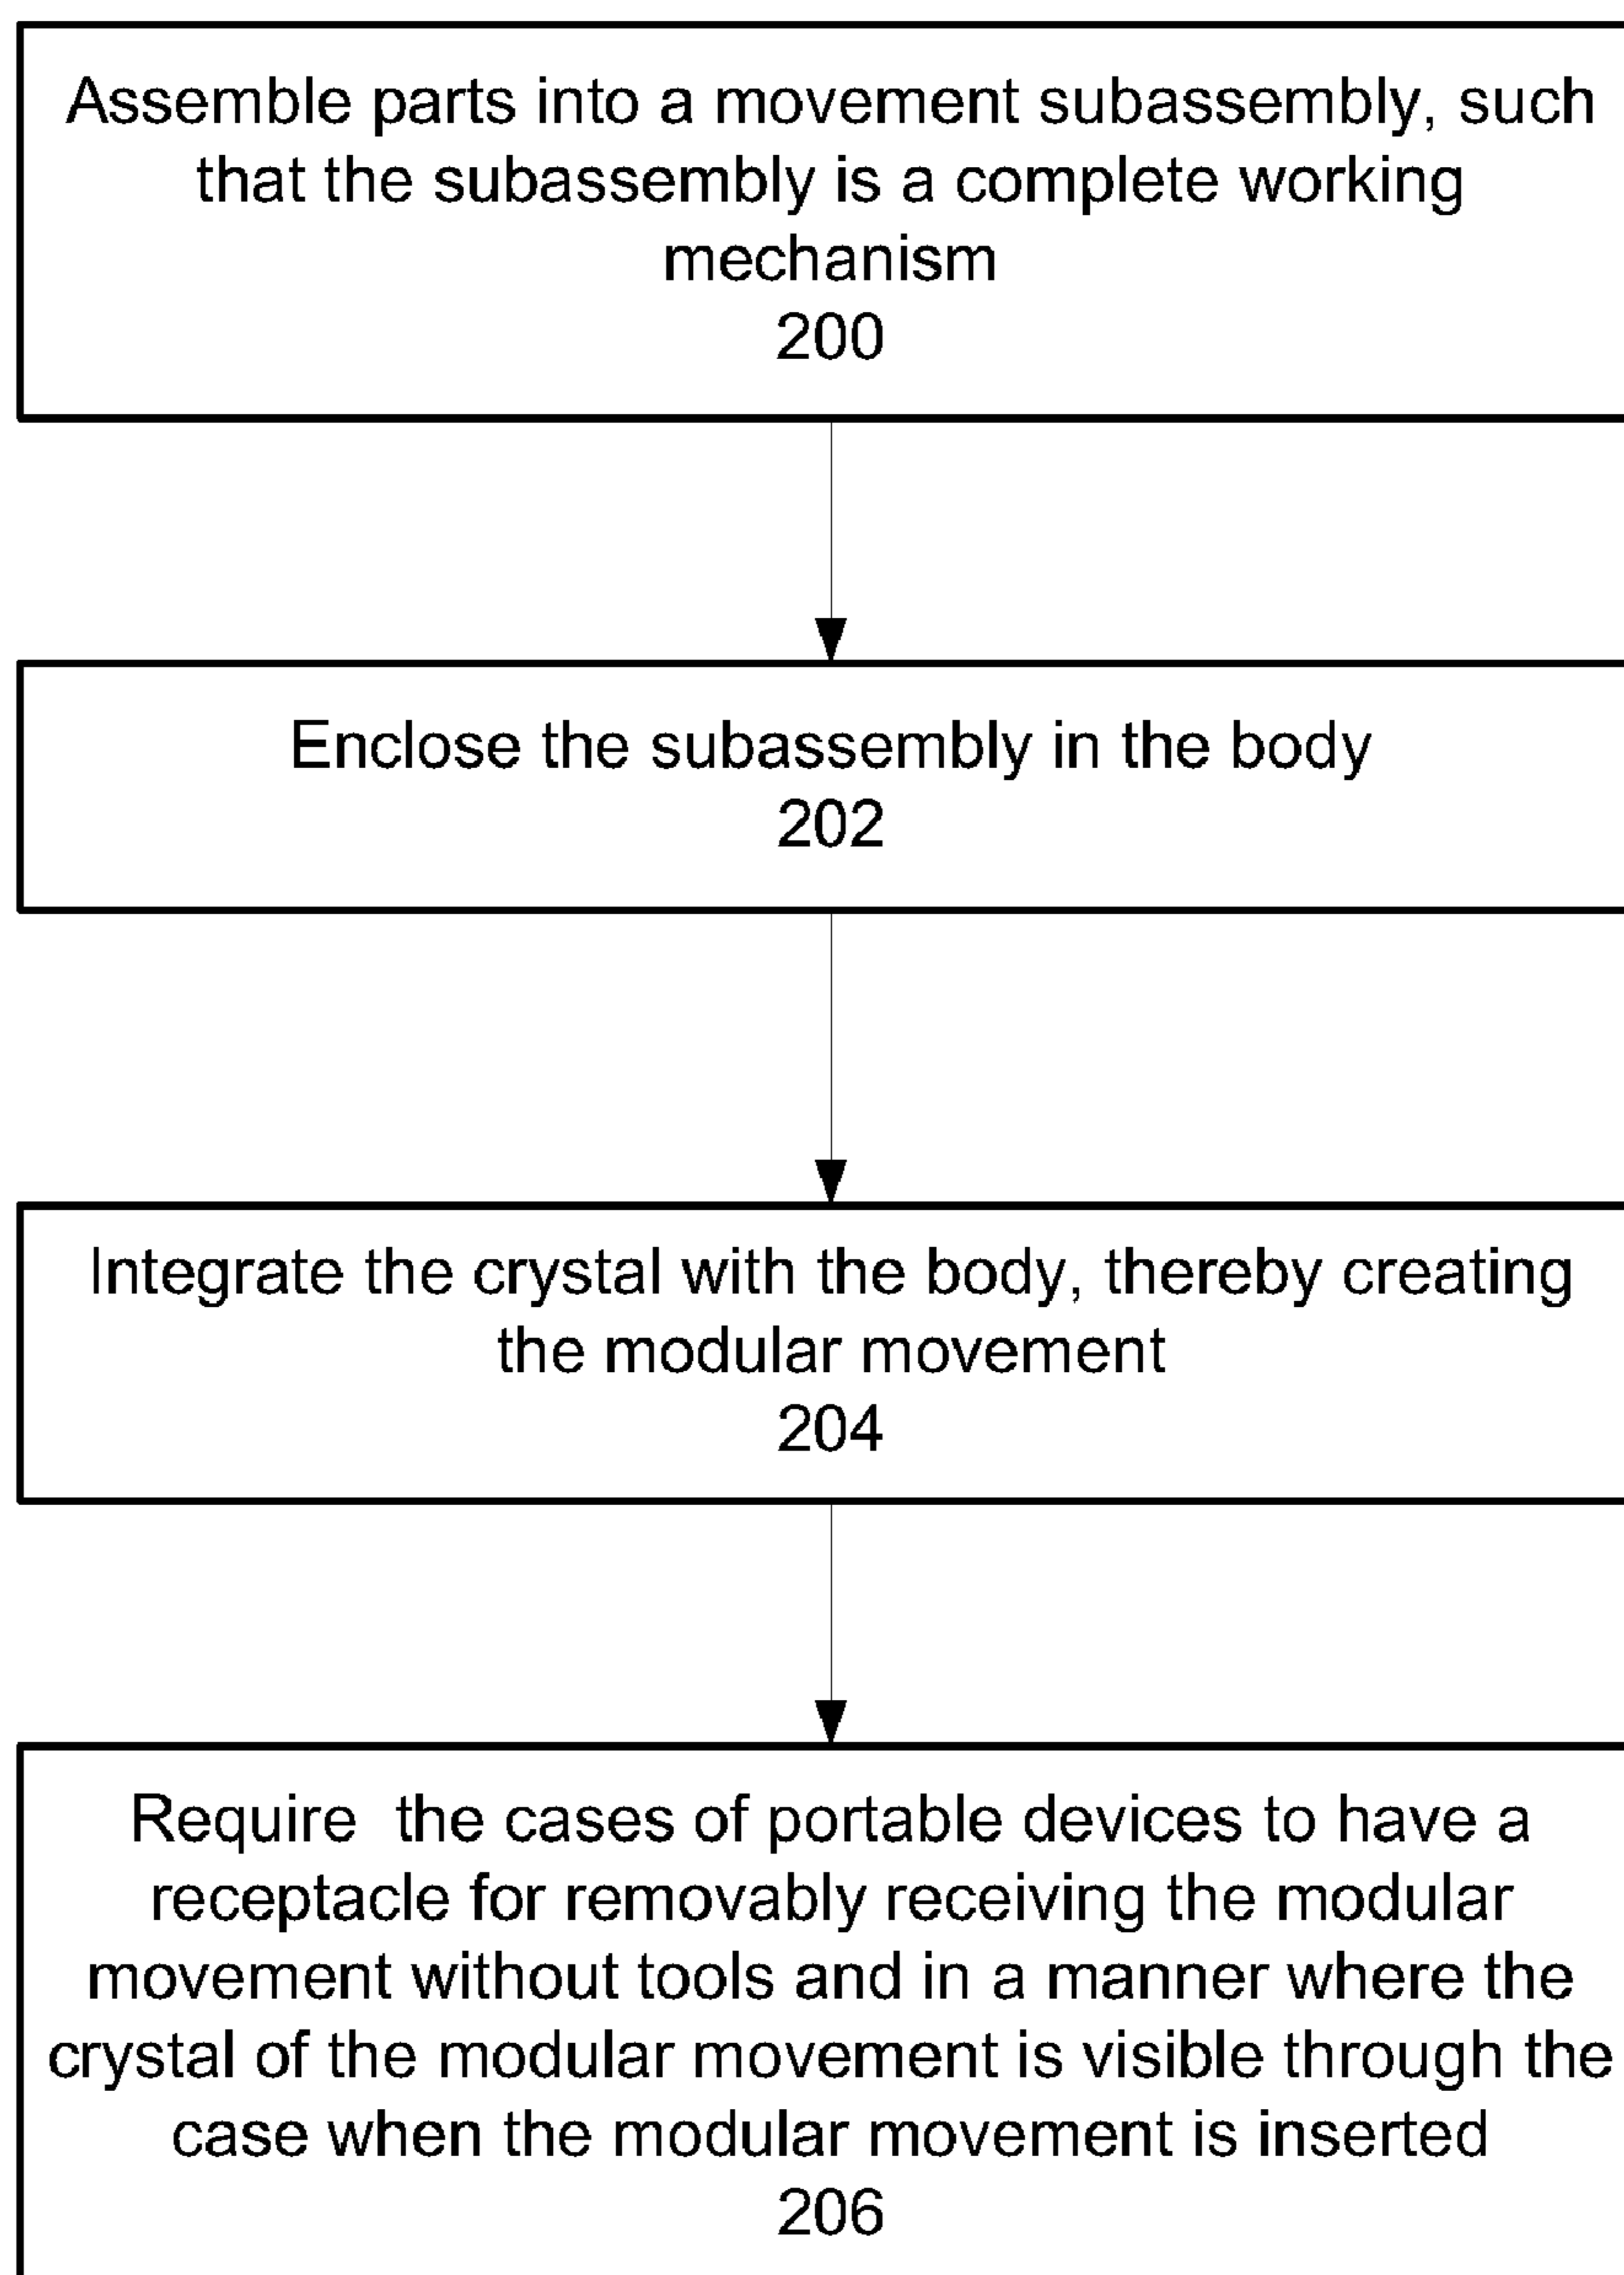 Assemble parts into a movement subassembly, such
that the subassembly is a complete working
mechanism
200
Enclose the subassembly in the body
202
Integrate the crystal with the body, thereby creating
the modular movement
204
Require  the cases of portable devices to have a
receptacle for removably receiving the modular
movement without tools and in a manner where the
crystal of the modular movement is visible through the
case when the modular movement is inserted
206